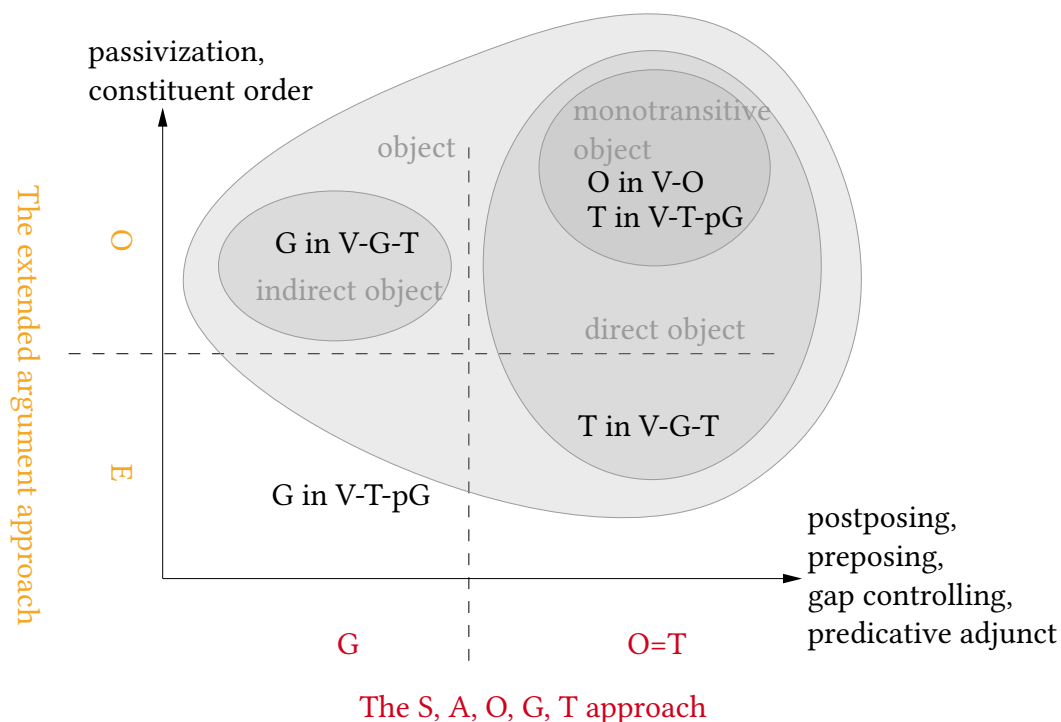 passivization,
constituent order
monotransitive
object
object
O in V-O
T in V-T-pG
G in V-G-T
indirect object
direct object
The extended argument approach
O
E
T in V-G-T
G in V-T-pG
postposing,
preposing,
gap controlling,
predicative adjunct
G
O=T
The S, A, O, G, T approach